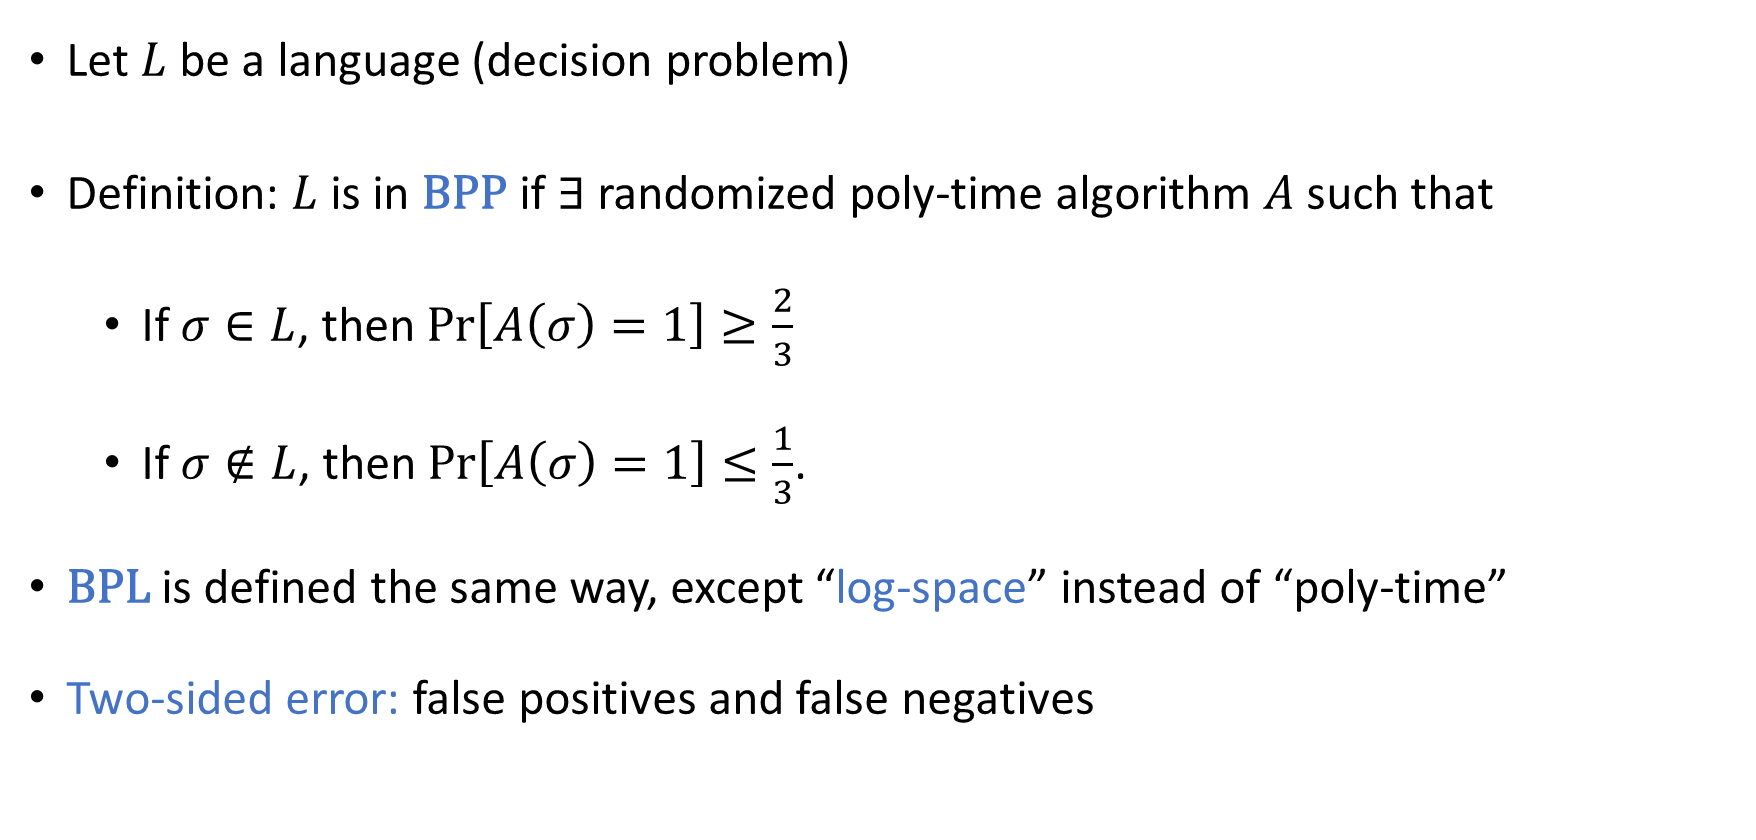 • Let 𝐿 be a language (decision problem)
• Definition: 𝐿 is in BPP if ∃ randomized poly-time algorithm 𝐴 such that
• If 𝜎 ∈ 𝐿, then Pr[𝐴(𝜎) = 1] ≥ 2/3
• If 𝜎 ∉ 𝐿, then Pr[𝐴(𝜎) = 1] ≤ 1/3.
• BPL is defined the same way, except “log-space” instead of “poly-time”
• Two-sided error: false positives and false negatives